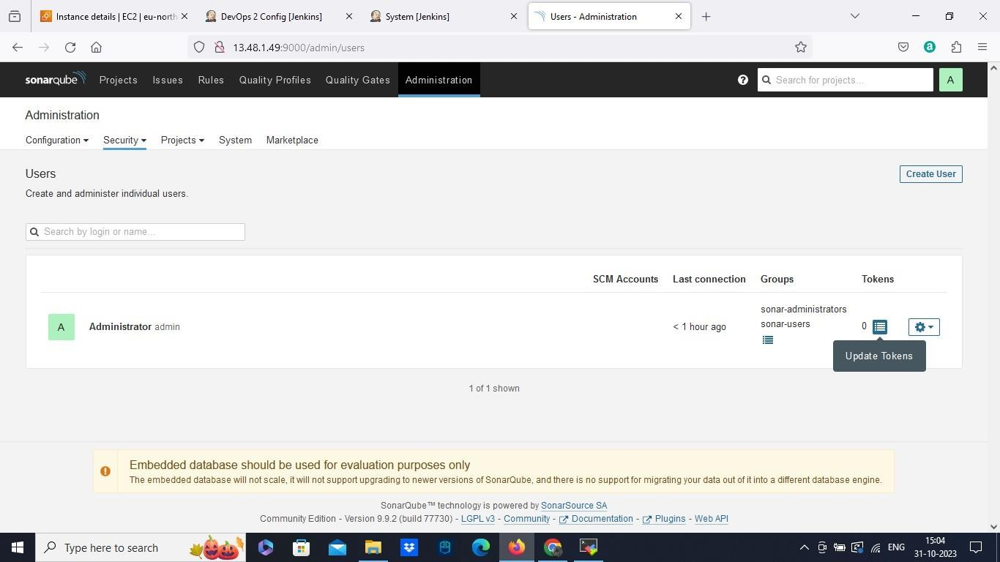 Instance details | EC2 | eu-north
DevOps 2 Config [Jenkins]
System [Jenkins]
Users - Administration
13.48.1.49:9000/admin/users
sonarqube Projects Issues Rules Quality Profiles Quality Gates Administration
? Search for projects... A
Administration
Configuration Security Projects System Marketplace
Users
Create User
Create and administer individual users.
Search by login or name...
SCM Accounts Last connection Groups Tokens
A Administrator admin < 1 hour ago
sonar-administrators
sonar-users
0
Update Tokens
1 of 1 shown
Embedded database should be used for evaluation purposes only
The embedded database will not scale, it will not support upgrading to newer versions of SonarQube, and there is no support for migrating your data out of it into a different database engine.
SonarQube™ technology is powered by SonarSource SA
Community Edition - Version 9.9.2 (build 77730) - LGPL v3 - Community - Documentation - Plugins - Web API
Type here to search
ENG
15:04
31-10-2023